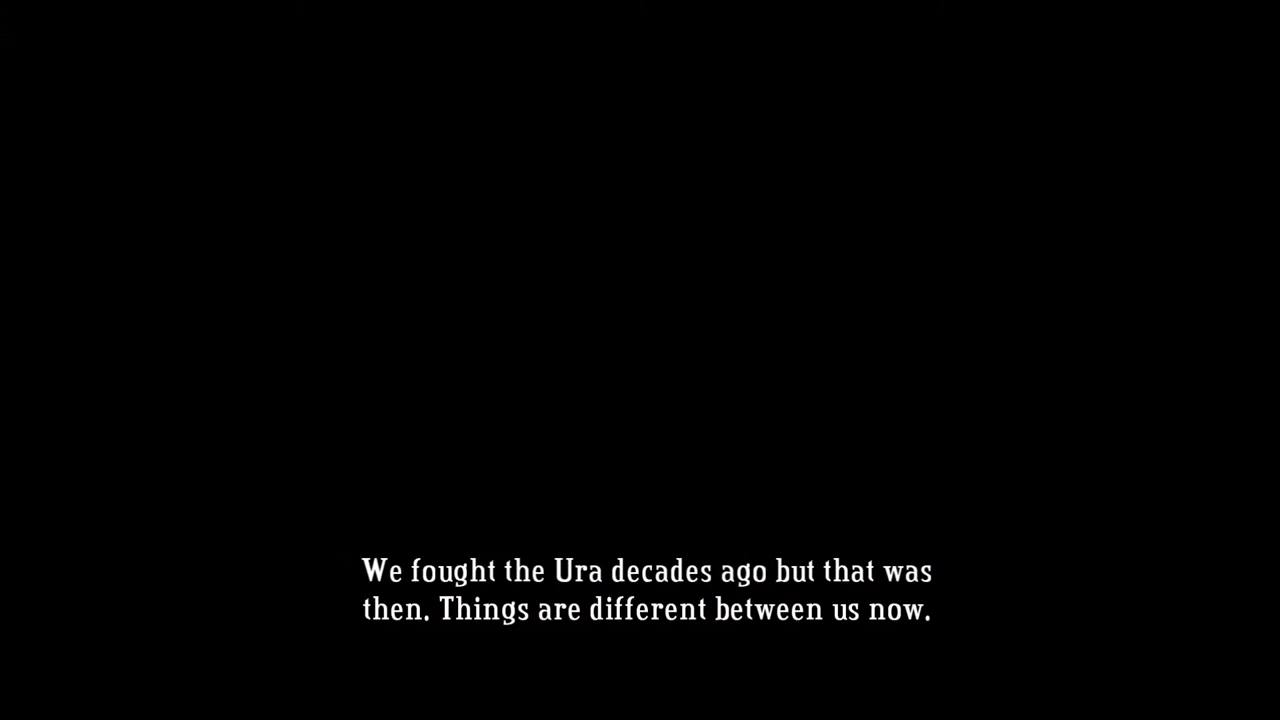 We fought the Ura decades ago but that was
then. Things are different between us now.